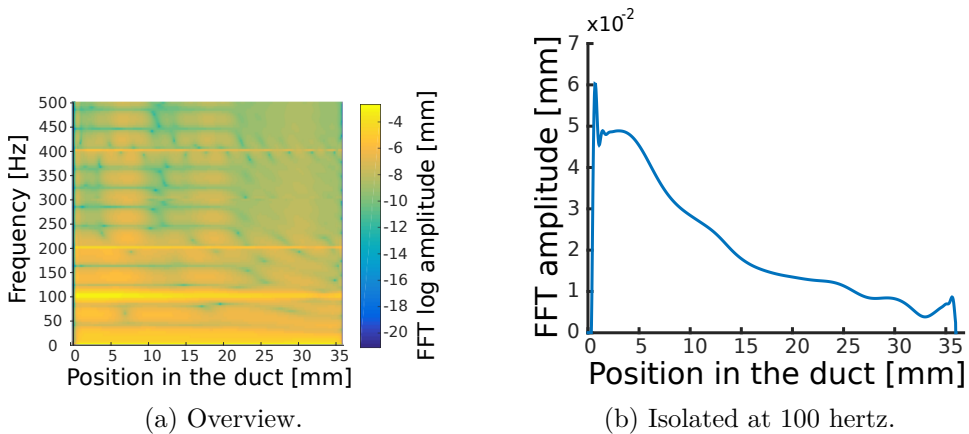 500
450
400
350
300
250
200
150
100
50
0
Frequency [Hz]
0 5 10 15 20 25 30 35
Position in the duct [mm]
-4
-6
-8
-10
-12
-14
-16
-18
-20
FFT log amplitude [mm]
(a) Overview.
x10-2
7
6
5
4
3
2
1
0
FFT amplitude [mm]
0 5 10 15 20 25 30 35
Position in the duct [mm]
(b) Isolated at 100 hertz.